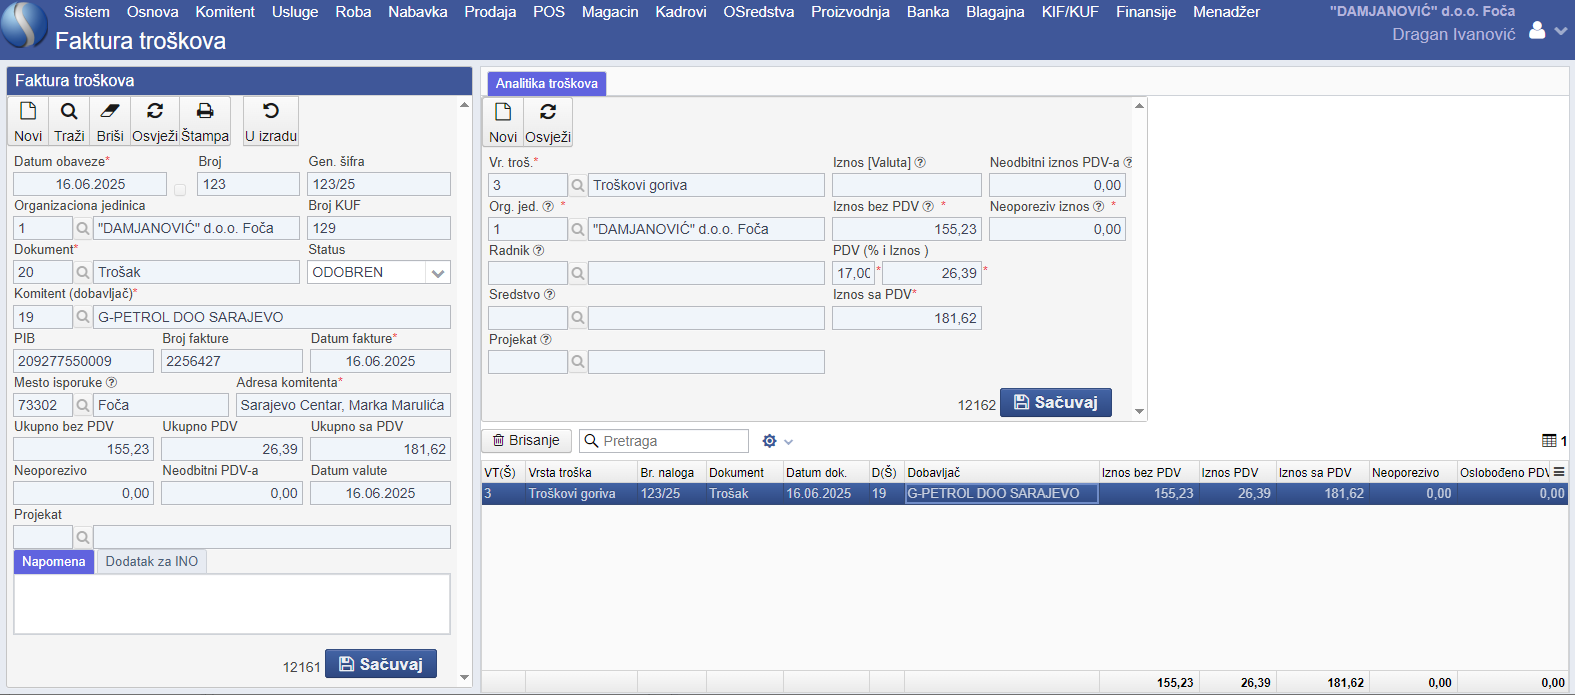 Sistem Osnova Komitent Usluge Roba Nabavka Prodaja POS Magacin Kadrovi OSredstva Proizvodnja Banka Blagajna KIF/KUF Finansije Menadžer
"DAMJANOVIĆ" d.o.o. Foča
Dragan Ivanović
Faktura troškova
Faktura troškova
Novi Traži Briši Osvježi Štampa U izradu
Datum obaveze* Broj Gen. šifra
16.06.2025 123 123/25
Organizaciona jedinica Broj KUF
1 "DAMJANOVIĆ" d.o.o. Foča 129
Dokument* Status
20 Trošak ODOBREN
Komitent (dobavljač)*
19 G-PETROL DOO SARAJEVO
PIB Broj fakture Datum fakture*
209277550009 2256427 16.06.2025
Mesto isporuke Adresa komitenta*
73302 Foča Sarajevo Centar, Marka Marulića
Ukupno bez PDV Ukupno PDV Ukupno sa PDV
155,23 26,39 181,62
Neoporezivo Neodbitni PDV-a Datum valute
0,00 0,00 16.06.2025
Projekat
Napomena Dodatak za INO
12161 Sačuvaj
Analitika troškova
Novi Osvježi
Vr. troš.* Iznos [Valuta] Neodbitni iznos PDV-a
3 Troškovi goriva 0,00
Org. jed. * Iznos bez PDV * Neoporeziv iznos *
1 "DAMJANOVIĆ" d.o.o. Foča 155,23 0,00
Radnik PDV (% i Iznos )
17,00 * 26,39 *
Sredstvo Iznos sa PDV*
181,62
Projekat
12162 Sačuvaj
Brisanje Pretraga 1
VT(Š) Vrsta troška Br. naloga Dokument Datum dok. D(Š) Dobavljač Iznos bez PDV Iznos PDV Iznos sa PDV Neoporezivo Oslobođeno PDV
3 Troškovi goriva 123/25 Trošak 16.06.2025 19 G-PETROL DOO SARAJEVO 155,23 26,39 181,62 0,00 0,00
155,23 26,39 181,62 0,00 0,00